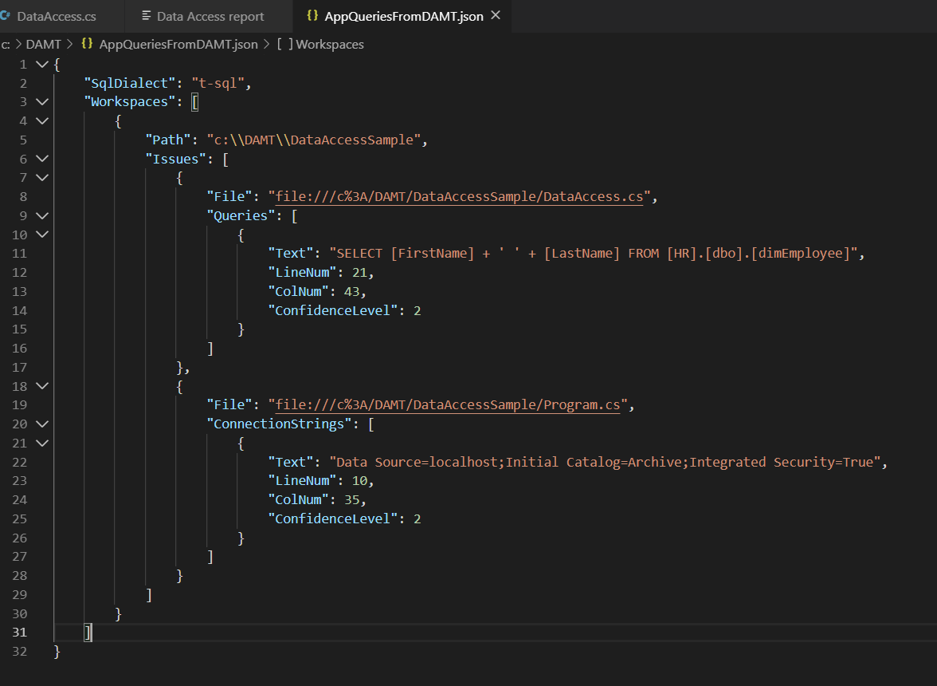 DataAccess.cs Data Access report {} AppQueriesFromDAMT.json ×
c: > DAMT > {} AppQueriesFromDAMT.json > [ ] Workspaces
1 {
2 "SqlDialect": "t-sql",
3 "Workspaces": [
4 {
5 "Path": "c:\\DAMT\\DataAccessSample",
6 "Issues": [
7 {
8 "File": "file:///c%3A/DAMT/DataAccessSample/DataAccess.cs",
9 "Queries": [
10 {
11 "Text": "SELECT [FirstName] + ' ' + [LastName] FROM [HR].[dbo].[dimEmployee]",
12 "LineNum": 21,
13 "ColNum": 43,
14 "ConfidenceLevel": 2
15 }
16 ]
17 },
18 {
19 "File": "file:///c%3A/DAMT/DataAccessSample/Program.cs",
20 "ConnectionStrings": [
21 {
22 "Text": "Data Source=localhost;Initial Catalog=Archive;Integrated Security=True",
23 "LineNum": 10,
24 "ColNum": 35,
25 "ConfidenceLevel": 2
26 }
27 ]
28 }
29 ]
30 }
31 ]
32 }